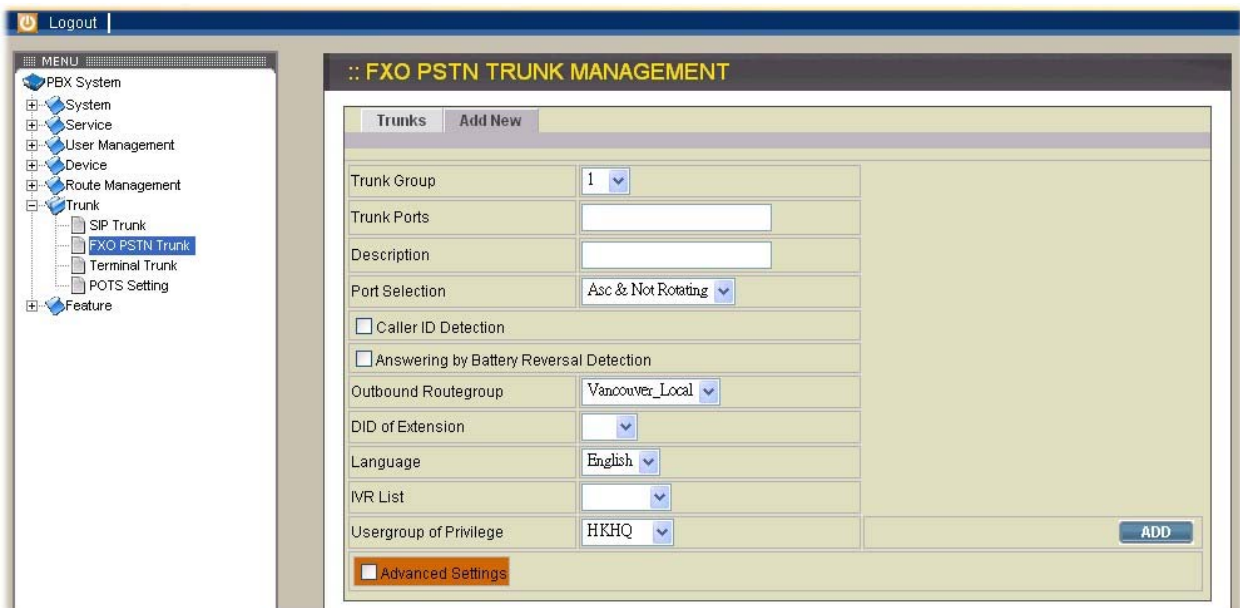 Logout
MENU
PBX System
System
Service
User Management
Device
Route Management
Trunk
SIP Trunk
FXO PSTN Trunk
Terminal Trunk
POTS Setting
Feature
:: FXO PSTN TRUNK MANAGEMENT
Trunks Add New
Trunk Group 1
Trunk Ports
Description
Port Selection Asc & Not Rotating
Caller ID Detection
Answering by Battery Reversal Detection
Outbound Routegroup Vancouver_Local
DID of Extension
Language English
IVR List
Usergroup of Privilege HKHQ ADD
Advanced Settings